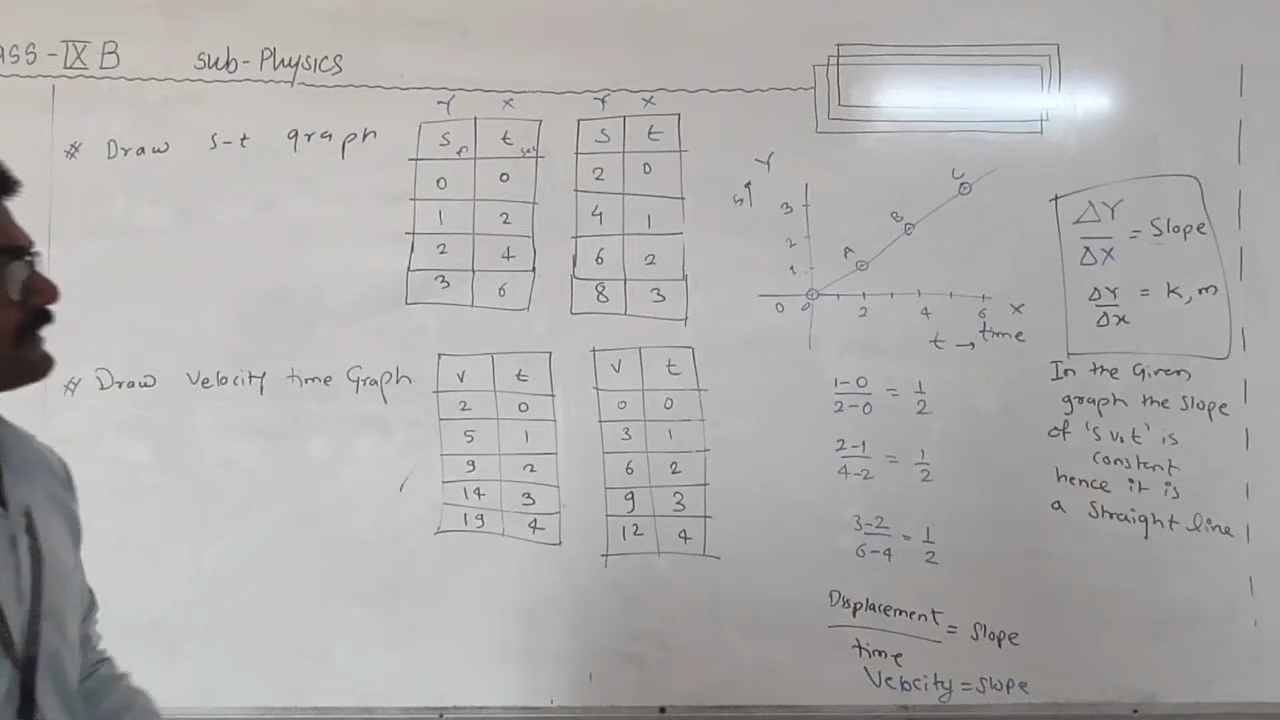 ASS - IX B sub-Physics
# Draw s-t graph
Y X
S m t sec
0 0
1 2
2 4
3 6
Y X
S t
2 0
4 1
6 2
8 3
# Draw Velocity time Graph
V t
2 0
5 1
9 2
14 3
19 4
V t
0 0
3 1
6 2
9 3
12 4
Y
S↑
3
2
1
A B C
0 0 2 4 6 X
t → time
1-0/2-0 = 1/2
2-1/4-2 = 1/2
3-2/6-4 = 1/2
Displacement/time = Slope
Velocity = slope
ΔY/ΔX = Slope
ΔY/Δx = K, m
In the Given
graph the slope
of 's v.t' is
constent
hence it is
a straight line